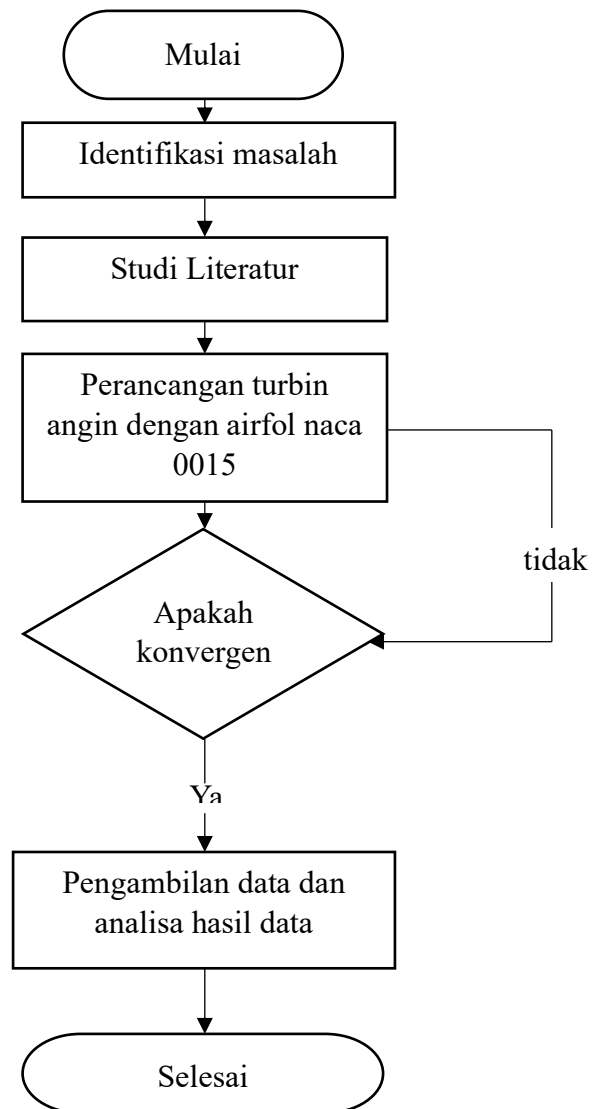 Mulai
Identifikasi masalah
Studi Literatur
Perancangan turbin
angin dengan airfol naca
0015
tidak
Apakah
konvergen
Ya
Pengambilan data dan
analisa hasil data
Selesai